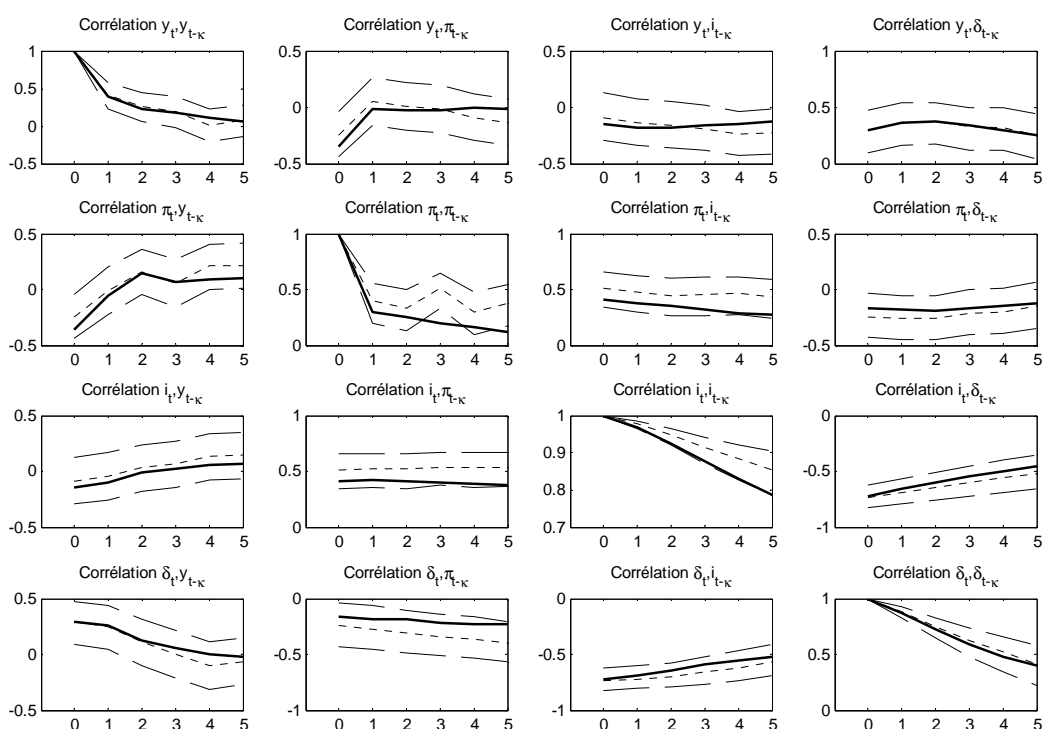 Corrélation y_t,y_{t-κ}
Corrélation y_t,π_{t-κ}
Corrélation y_t,i_{t-κ}
Corrélation y_t,δ_{t-κ}
1
0.5
0
-0.5
0 1 2 3 4 5
0.5
0
-0.5
0 1 2 3 4 5
0.5
0
-0.5
0 1 2 3 4 5
1
0.5
0
0 1 2 3 4 5
Corrélation π_t,y_{t-κ}
Corrélation π_t,π_{t-κ}
Corrélation π_t,i_{t-κ}
Corrélation π_t,δ_{t-κ}
0.5
0
-0.5
0 1 2 3 4 5
1
0.5
0
0 1 2 3 4 5
1
0.5
0
0 1 2 3 4 5
0.5
0
-0.5
0 1 2 3 4 5
Corrélation i_t,y_{t-κ}
Corrélation i_t,π_{t-κ}
Corrélation i_t,i_{t-κ}
Corrélation i_t,δ_{t-κ}
0.5
0
-0.5
0 1 2 3 4 5
1
0.5
0
0 1 2 3 4 5
1
0.9
0.8
0.7
0 1 2 3 4 5
0
-0.5
-1
0 1 2 3 4 5
Corrélation δ_t,y_{t-κ}
Corrélation δ_t,π_{t-κ}
Corrélation δ_t,i_{t-κ}
Corrélation δ_t,δ_{t-κ}
0.5
0
-0.5
0 1 2 3 4 5
0
-0.5
-1
0 1 2 3 4 5
0
-0.5
-1
0 1 2 3 4 5
1
0.5
0
0 1 2 3 4 5